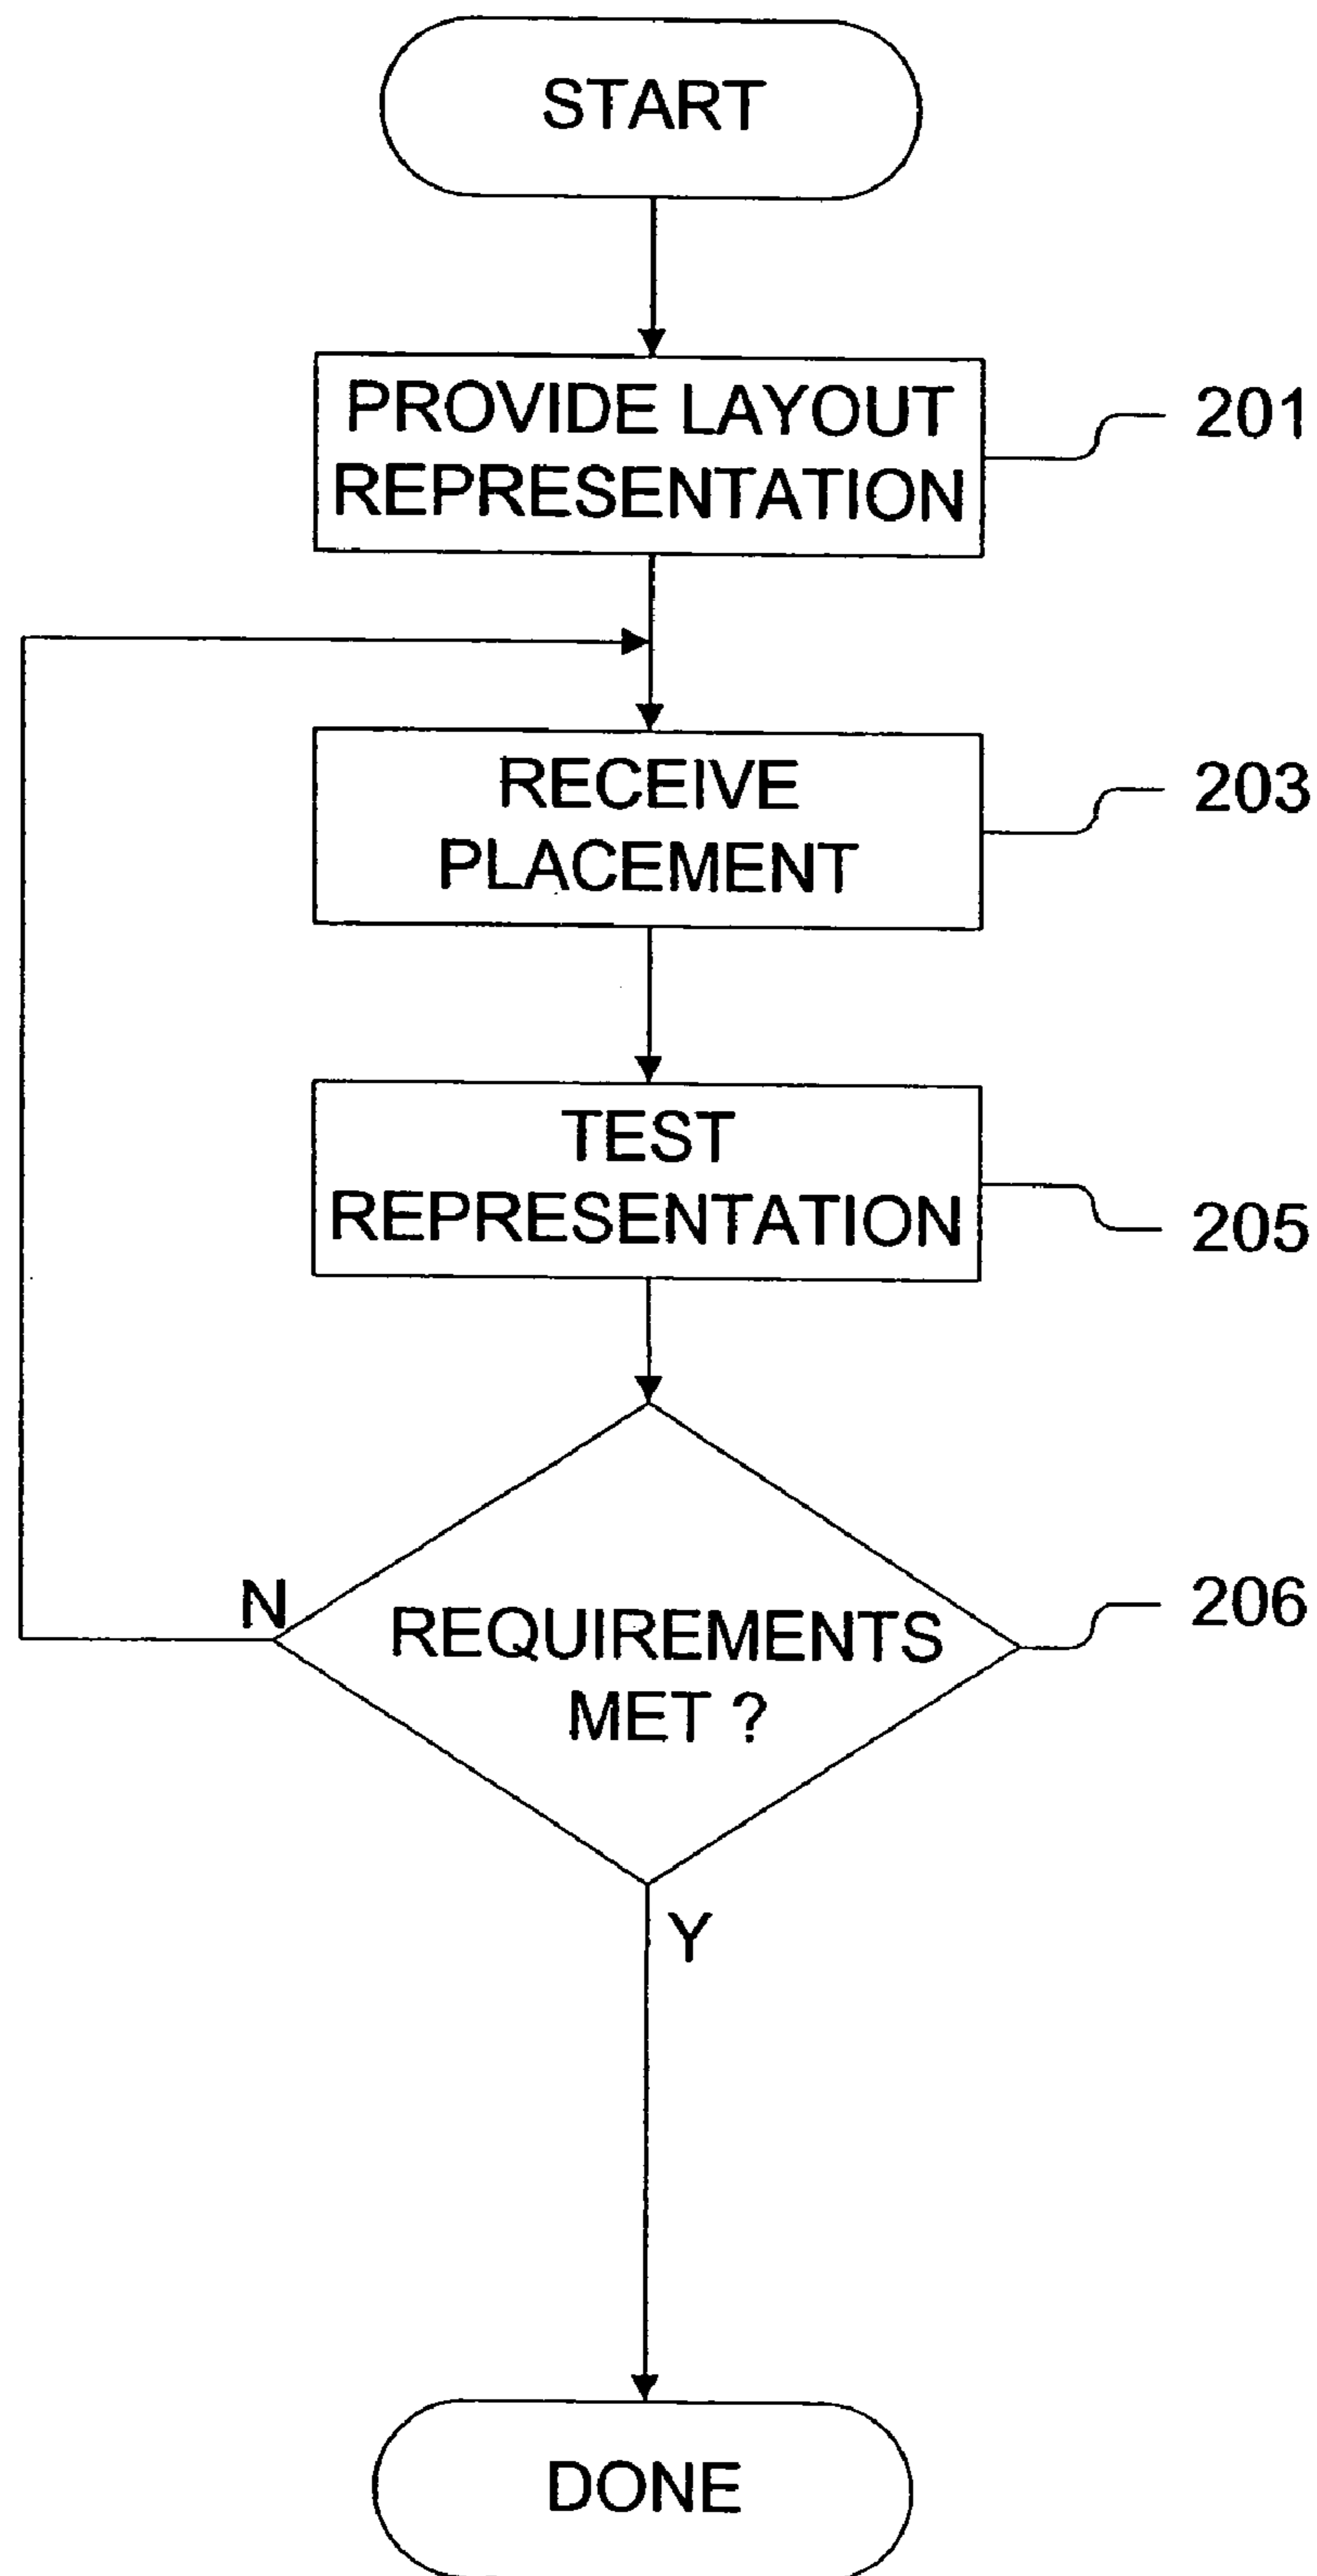 START
PROVIDE LAYOUT
REPRESENTATION
201
RECEIVE
PLACEMENT
203
TEST
REPRESENTATION
205
N
REQUIREMENTS
MET ?
206
Y
DONE